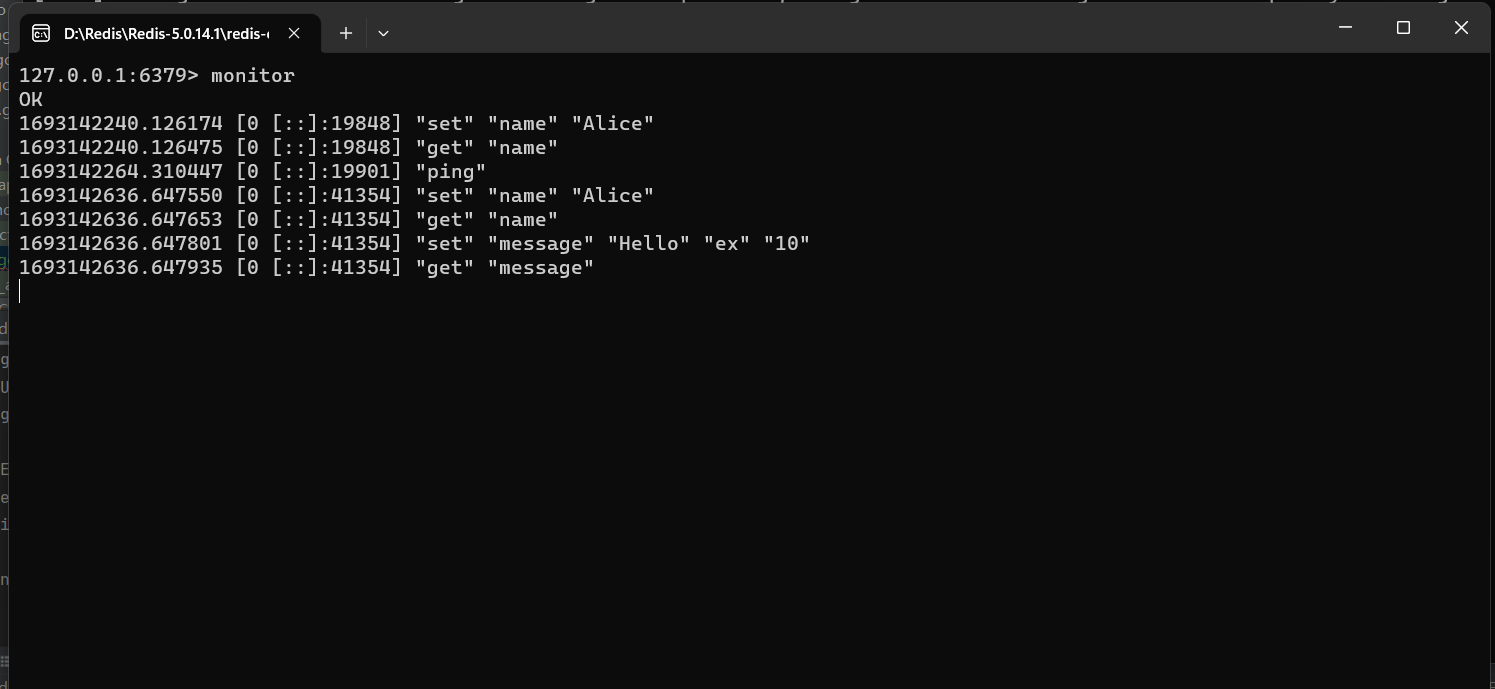 D:\Redis\Redis-5.0.14.1\redis-
127.0.0.1:6379> monitor
OK
1693142240.126174 [0 [::]:19848] "set" "name" "Alice"
1693142240.126475 [0 [::]:19848] "get" "name"
1693142264.310447 [0 [::]:19901] "ping"
1693142636.647550 [0 [::]:41354] "set" "name" "Alice"
1693142636.647653 [0 [::]:41354] "get" "name"
1693142636.647801 [0 [::]:41354] "set" "message" "Hello" "ex" "10"
1693142636.647935 [0 [::]:41354] "get" "message"